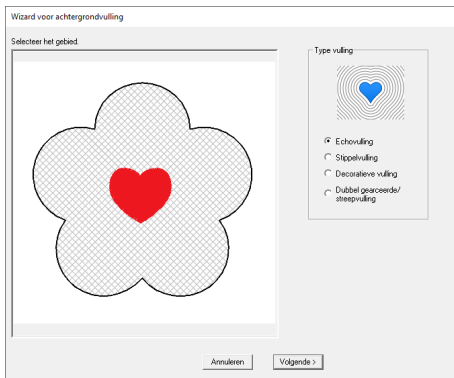 Wizard voor achtergrondvulling
Selecteer het gebied.
Type vulling
Echovulling
Stippelvulling
Decoratieve vulling
Dubbel gearceerde/
streepvulling
Annuleren
Volgende >